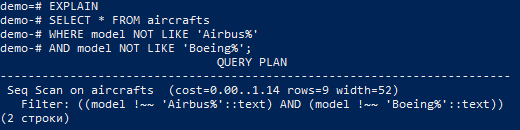 demo=# EXPLAIN
demo-# SELECT * FROM aircrafts
demo-# WHERE model NOT LIKE 'Airbus%'
demo-# AND model NOT LIKE 'Boeing%';
QUERY PLAN
--------------------------------------------------------------------------
Seq Scan on aircrafts  (cost=0.00..1.14 rows=9 width=52)
Filter: ((model !~~ 'Airbus%'::text) AND (model !~~ 'Boeing%'::text))
(2 строки)